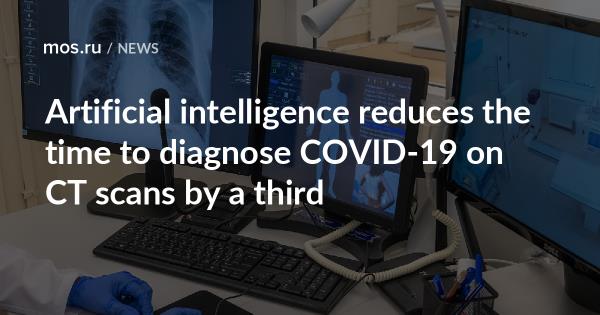 mos.ru / NEWS
Artificial intelligence reduces the
time to diagnose COVID-19 on
CT scans by a third